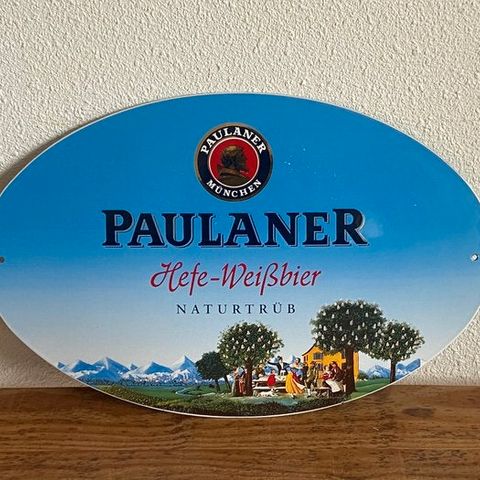 PAULANER
MÜNCHEN
PAULANER
Hefe-Weißbier
NATURTRÜB